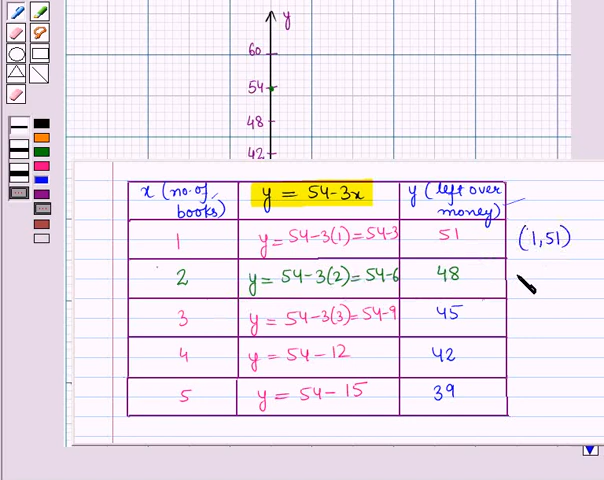 y
60
54
48
42
x (no. of books)
y = 54-3x
y (left over money)
1
y = 54-3(1) = 54-3
51
(1,51)
2
y = 54-3(2) = 54-6
48
3
y = 54-3(3) = 54-9
45
4
y = 54-12
42
5
y = 54-15
39